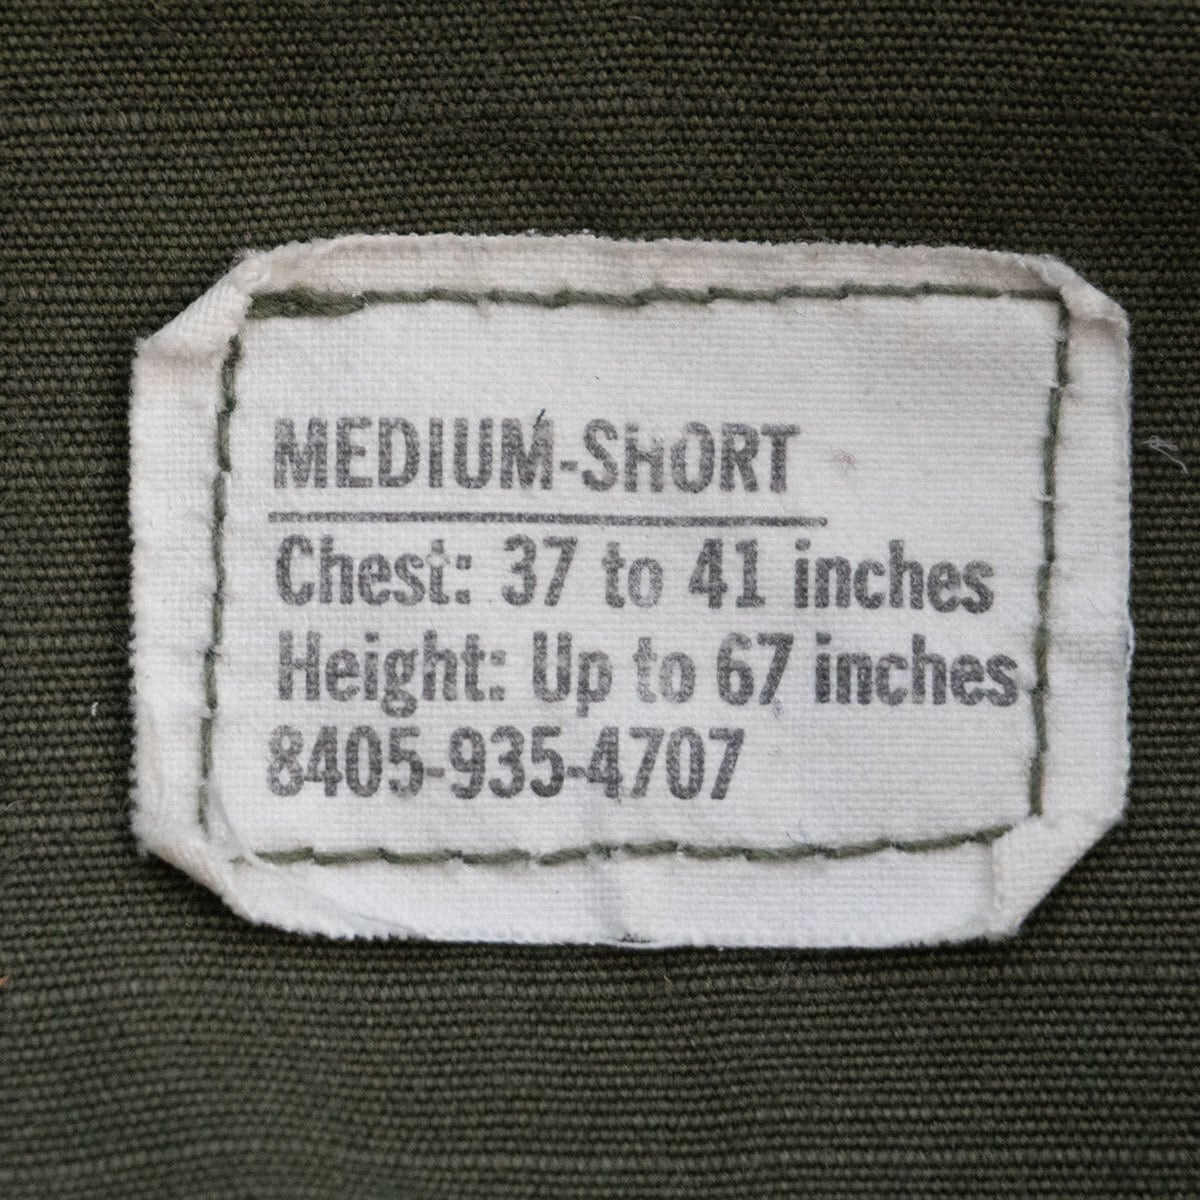 MEDIUM-SHORT
Chest: 37 to 41 inches
Height: Up to 67 inches
8405-935-4707